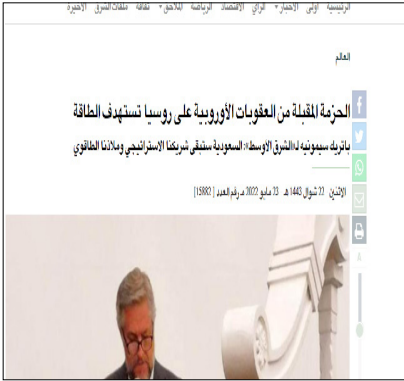 الرئيسية أولى الأخبار الرأي الاقتصاد الرياضة الملاحق ثقافة ملفات الشرق الأخيرة
العالم
الحزمة المقبلة من العقوبات الأوروبية على روسيا تستهدف الطاقة
باتريك سيمونيه لـ«الشرق الأوسط»: السعودية ستبقى شريكنا الاستراتيجي وملاذنا الطاقوي
الاثنين - 22 شوال 1443 هـ - 23 مايو 2022 مـ رقم العدد [15882]
A